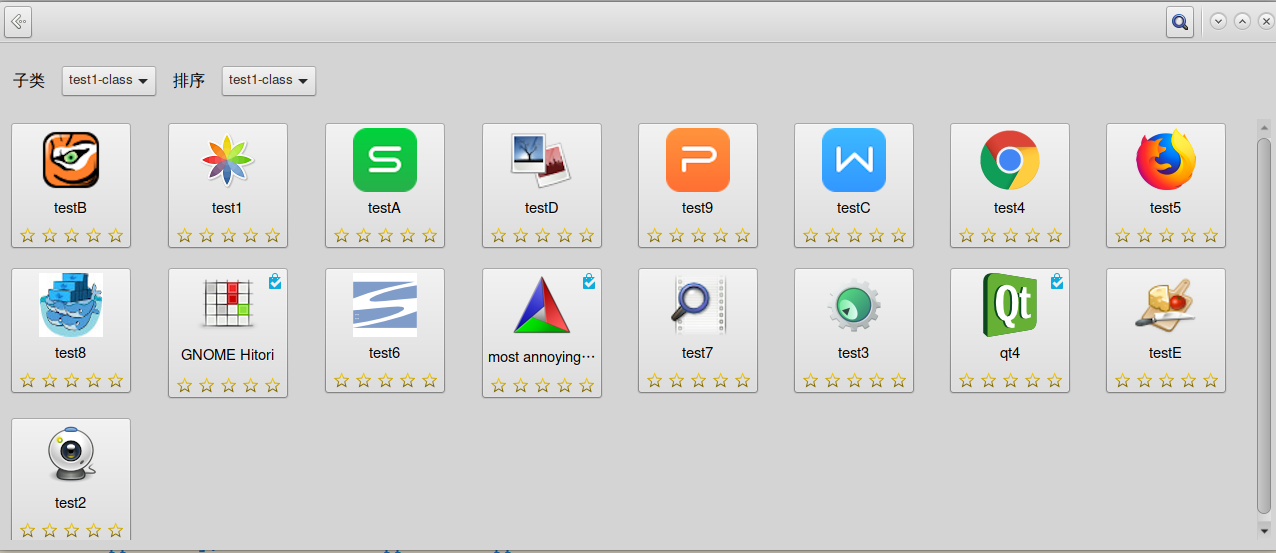 子类 test1-class 排序 test1-class
testB test1 testA testD test9 testC test4 test5
test8 GNOME Hitori test6 most annoying⋯ test7 test3 qt4 testE
test2